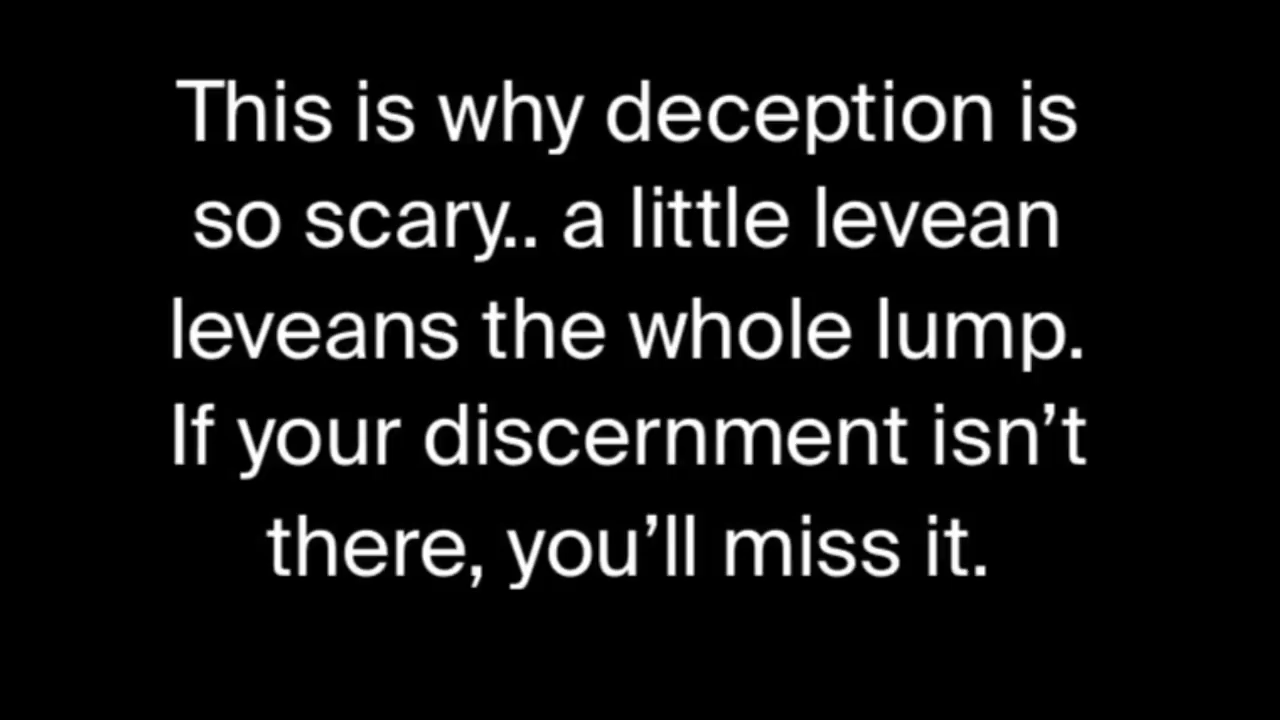 This is why deception is
so scary.. a little levean
leveans the whole lump.
If your discernment isn’t
there, you’ll miss it.